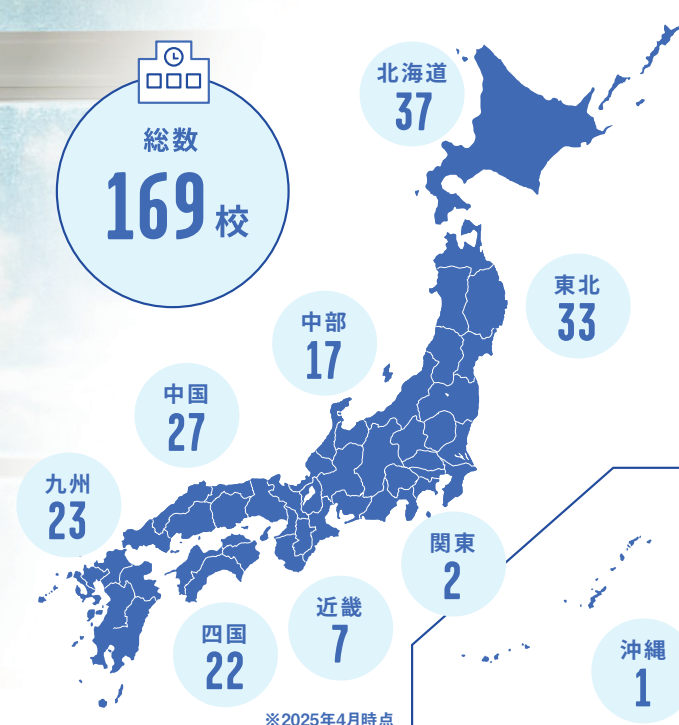 総数
169校
北海道
37
東北
33
中部
17
中国
27
九州
23
関東
2
近畿
7
四国
22
沖縄
1
※2025年4月時点